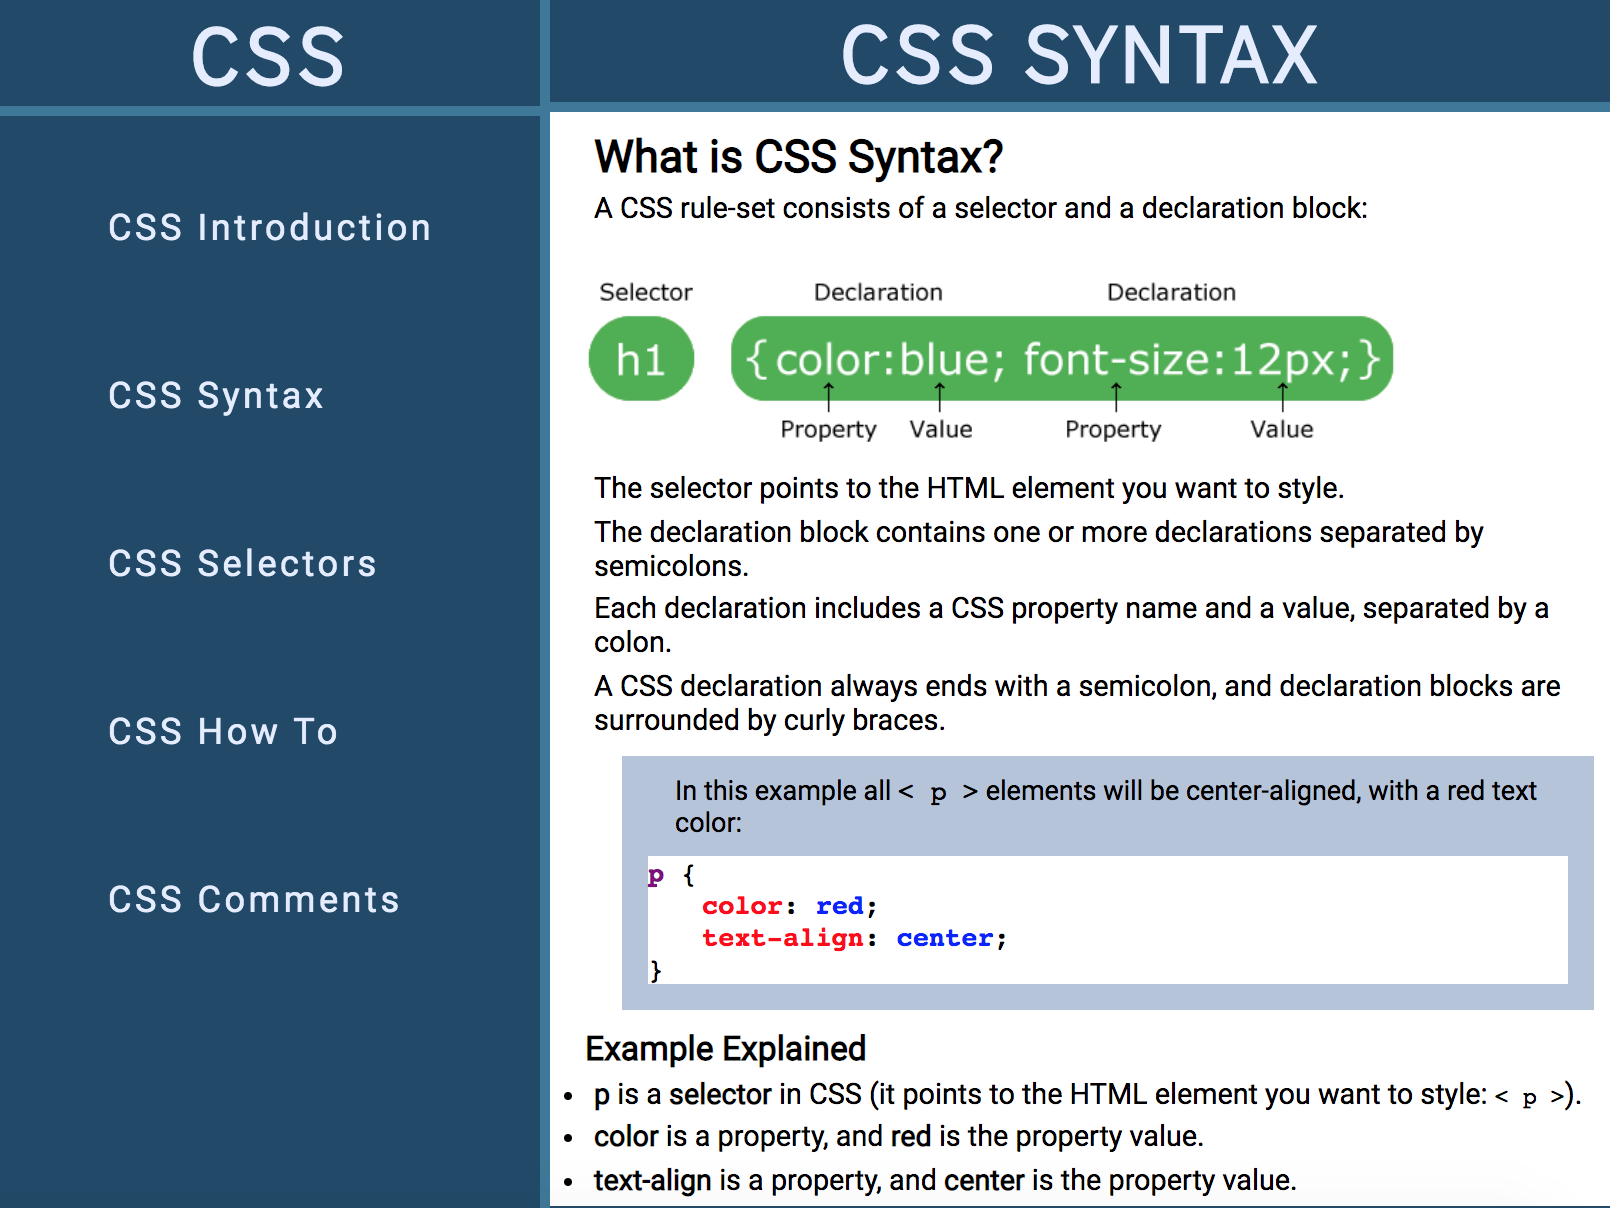 CSS
CSS Introduction
CSS Syntax
CSS Selectors
CSS How To
CSS Comments
CSS SYNTAX
What is CSS Syntax?
A CSS rule-set consists of a selector and a declaration block:
Selector Declaration Declaration
h1 {color:blue; font-size:12px;}
Property Value Property Value
The selector points to the HTML element you want to style.
The declaration block contains one or more declarations separated by
semicolons.
Each declaration includes a CSS property name and a value, separated by a
colon.
A CSS declaration always ends with a semicolon, and declaration blocks are
surrounded by curly braces.
In this example all < p > elements will be center-aligned, with a red text
color:
p {
color: red;
text-align: center;
}
Example Explained
• p is a selector in CSS (it points to the HTML element you want to style: < p >).
• color is a property, and red is the property value.
• text-align is a property, and center is the property value.